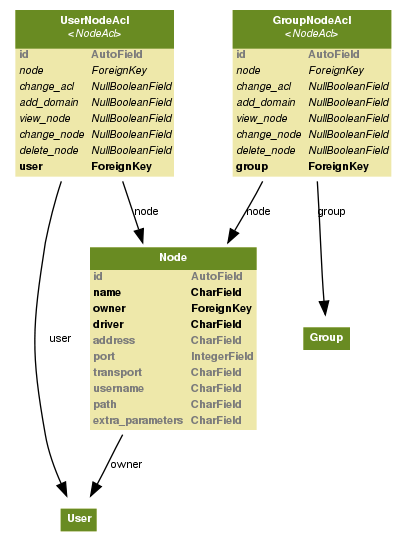 UserNodeAcl
<NodeAcl>
id AutoField
node ForeignKey
change_acl NullBooleanField
add_domain NullBooleanField
view_node NullBooleanField
change_node NullBooleanField
delete_node NullBooleanField
user ForeignKey
GroupNodeAcl
<NodeAcl>
id AutoField
node ForeignKey
change_acl NullBooleanField
add_domain NullBooleanField
view_node NullBooleanField
change_node NullBooleanField
delete_node NullBooleanField
group ForeignKey
node
node
group
Node
id AutoField
name CharField
owner ForeignKey
driver CharField
address CharField
port IntegerField
transport CharField
username CharField
path CharField
extra_parameters CharField
Group
user
owner
User